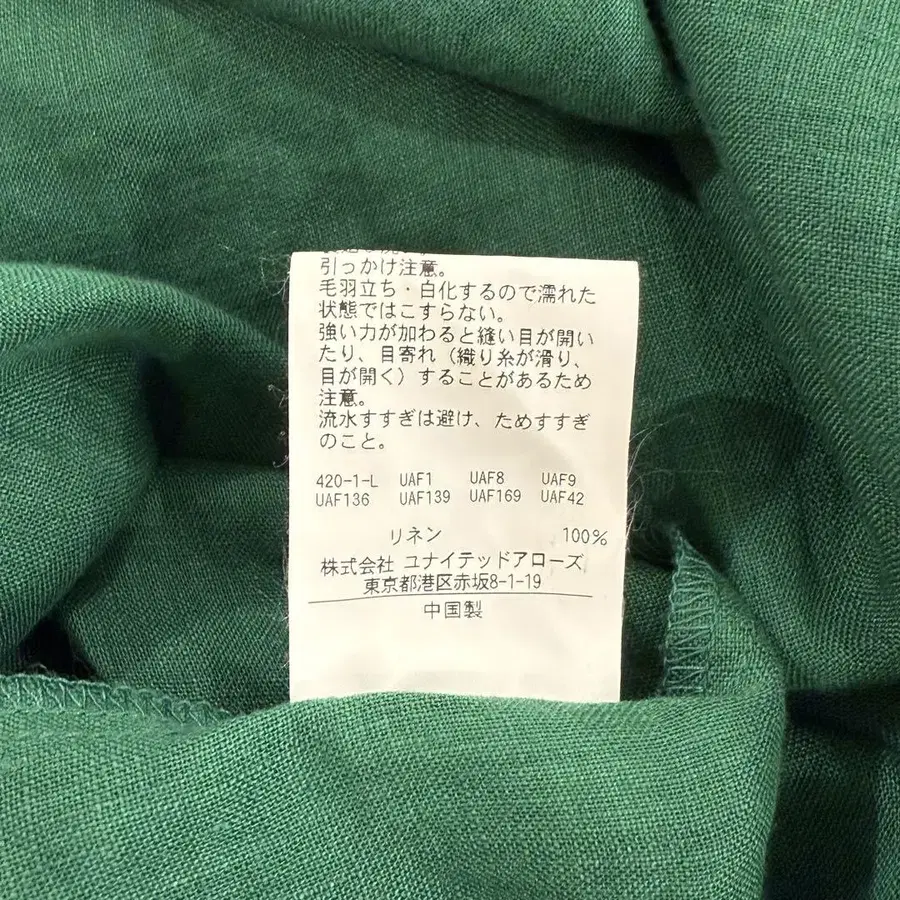 引っかけ注意。
毛羽立ち・白化するので濡れた
状態ではこすらない。
強い力が加わると縫い目が開い
たり、目寄れ（織り糸が滑り、
目が開く）することがあるため
注意。
流水すすぎは避け、ためすすぎ
のこと。
420-1-L UAF1 UAF8 UAF9
UAF136 UAF139 UAF169 UAF42
リネン 100%
株式会社 ユナイテッドアローズ
東京都港区赤坂8-1-19
中国製